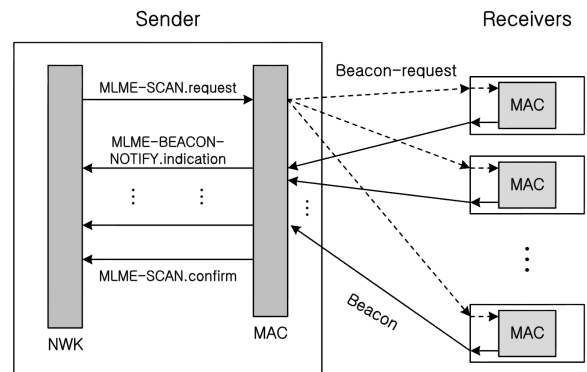 Sender
Receivers
MLME-SCAN.request
Beacon-request
MAC
MLME-BEACON-
NOTIFY.indication
MAC
MLME-SCAN.confirm
Beacon
MAC
NWK
MAC